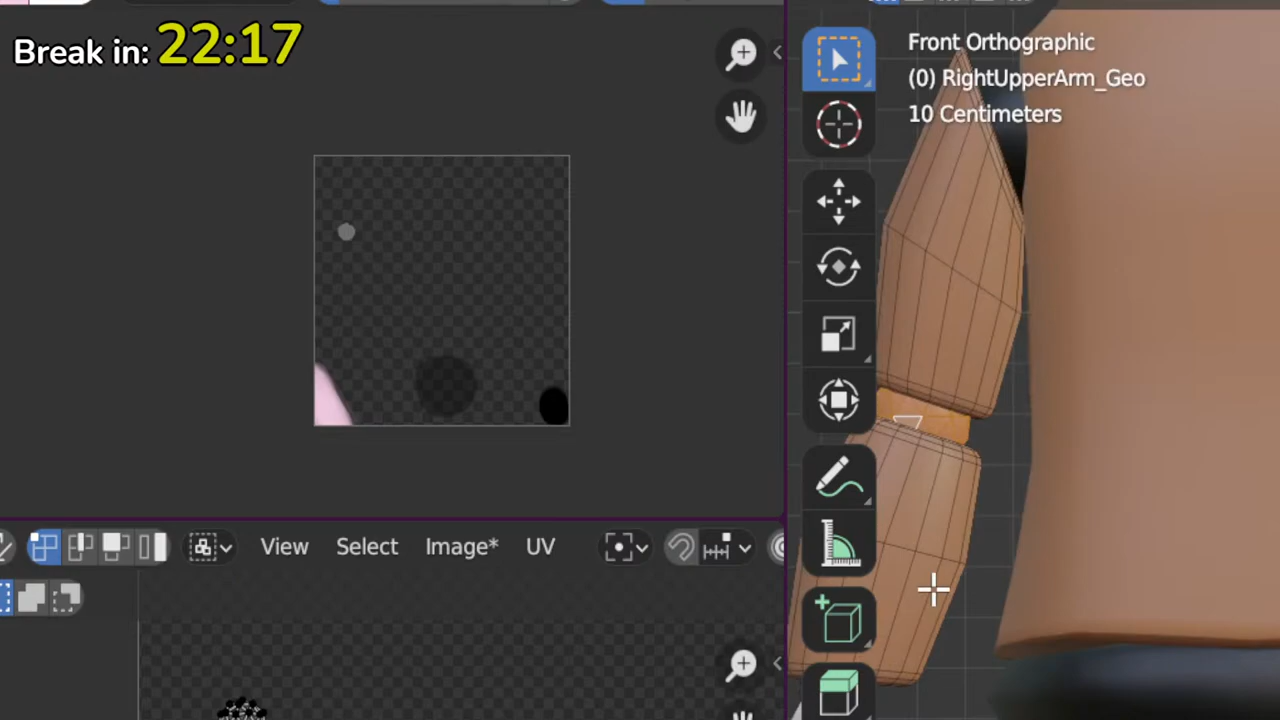 Break in: 22:17
Front Orthographic
(0) RightUpperArm_Geo
10 Centimeters
View Select Image* UV